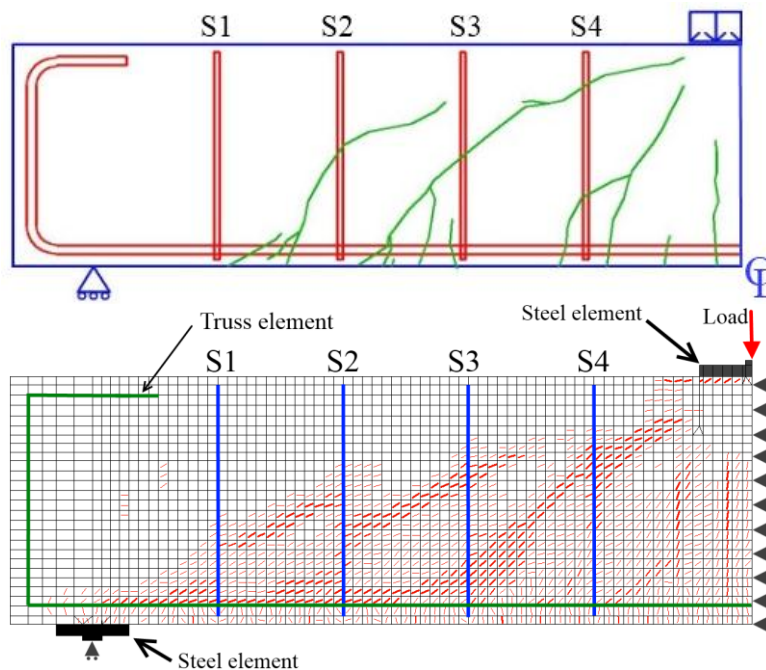 S1 S2 S3 S4
℄
Truss element
Steel element
Load
S1 S2 S3 S4
Steel element